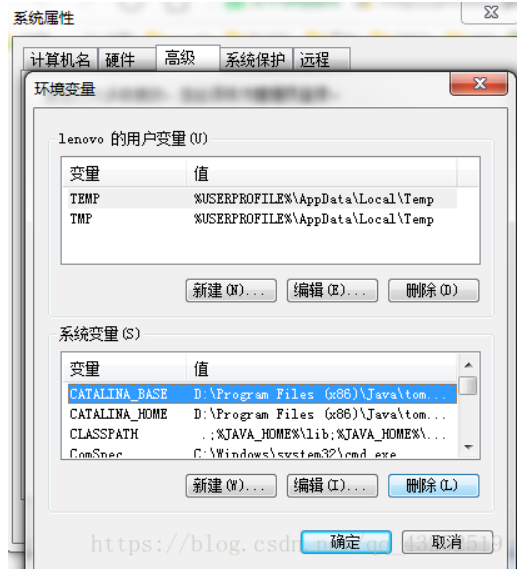 系统属性
计算机名 硬件 高级 系统保护 远程
环境变量
lenovo 的用户变量(U)
变量 值
TEMP %USERPROFILE%\AppData\Local\Temp
TMP %USERPROFILE%\AppData\Local\Temp
新建(N)... 编辑(E)... 删除(D)
系统变量(S)
变量 值
CATALINA_BASE D:\Program Files (x86)\Java\tom...
CATALINA_HOME D:\Program Files (x86)\Java\tom...
CLASSPATH .;%JAVA_HOME%\lib;%JAVA_HOME%\...
ComSpec C:\Windows\system32\cmd.exe
新建(W)... 编辑(I)... 删除(L)
确定 取消
https://blog.csdn